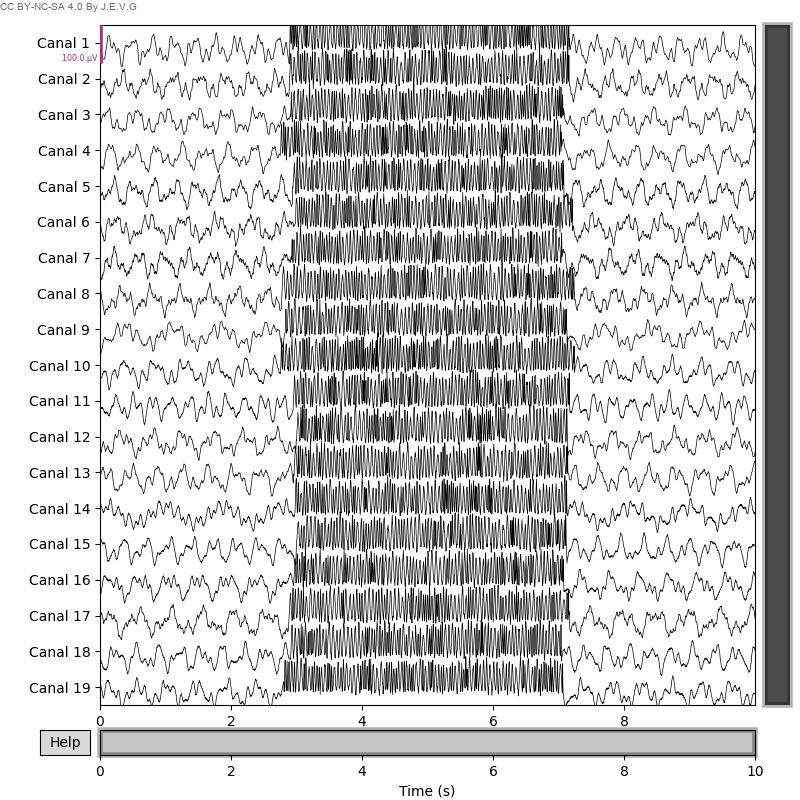 CC BY-NC-SA 4.0 By J.E.V.G
Canal 1
100.0 µV
Canal 2
Canal 3
Canal 4
Canal 5
Canal 6
Canal 7
Canal 8
Canal 9
Canal 10
Canal 11
Canal 12
Canal 13
Canal 14
Canal 15
Canal 16
Canal 17
Canal 18
Canal 19
0 2 4 6 8
Help
0 2 4 6 8 10
Time (s)